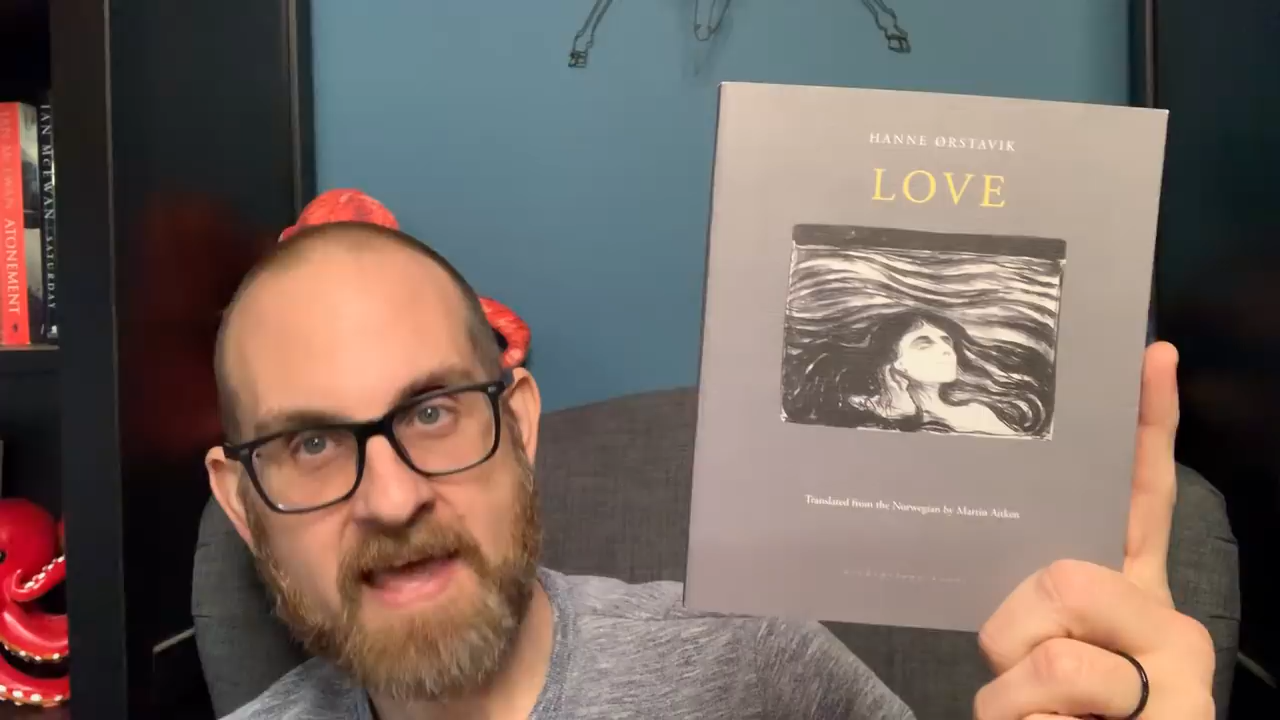 IAN McEWAN ATONEMENT
IAN McEWAN SATURDAY
HANNE ØRSTAVIK
LOVE
Translated from the Norwegian by Martin Aitken